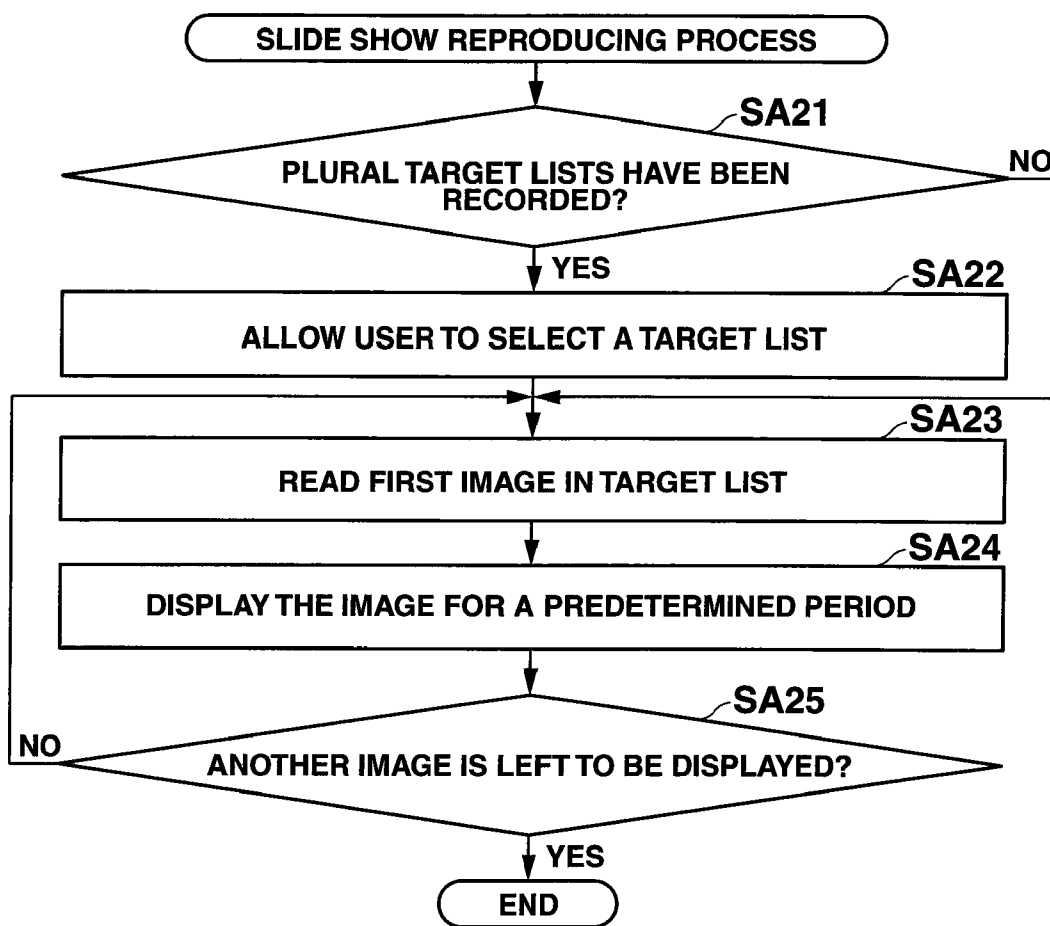 SLIDE SHOW REPRODUCING PROCESS
SA21
PLURAL TARGET LISTS HAVE BEEN
RECORDED?
NO
YES
SA22
ALLOW USER TO SELECT A TARGET LIST
SA23
READ FIRST IMAGE IN TARGET LIST
SA24
DISPLAY THE IMAGE FOR A PREDETERMINED PERIOD
SA25
NO
ANOTHER IMAGE IS LEFT TO BE DISPLAYED?
YES
END